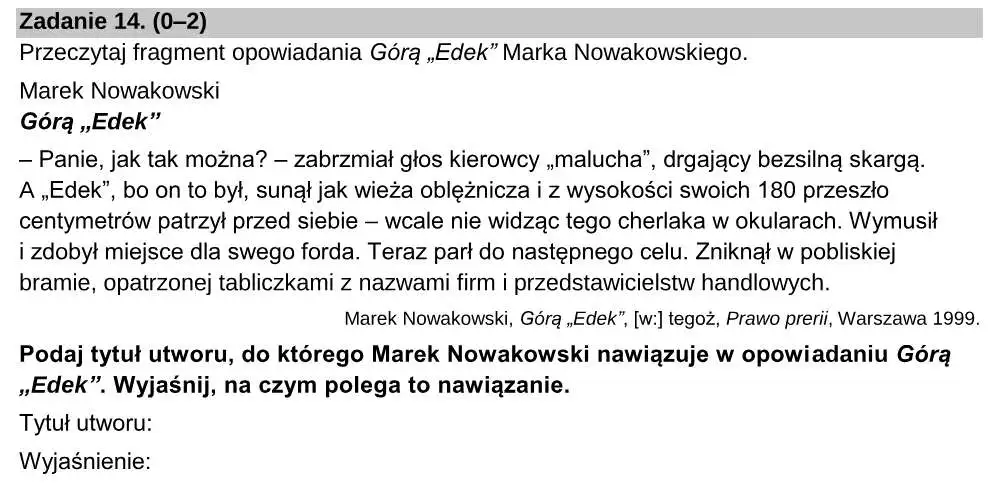 Zadanie 14. (0–2)
Przeczytaj fragment opowiadania Górą „Edek” Marka Nowakowskiego.
Marek Nowakowski
Górą „Edek”
– Panie, jak tak można? – zabrzmiał głos kierowcy „malucha”, drgający bezsilną skargą.
A „Edek”, bo on to był, sunął jak wieża oblężnicza i z wysokości swoich 180 przeszło
centymetrów patrzył przed siebie – wcale nie widząc tego cherlaka w okularach. Wymusił
i zdobył miejsce dla swego forda. Teraz parł do następnego celu. Zniknął w pobliskiej
bramie, opatrzonej tabliczkami z nazwami firm i przedstawicielstw handlowych.
Marek Nowakowski, Górą „Edek”, [w:] tegoż, Prawo prerii, Warszawa 1999.
Podaj tytuł utworu, do którego Marek Nowakowski nawiązuje w opowiadaniu Górą
„Edek”. Wyjaśnij, na czym polega to nawiązanie.
Tytuł utworu:
Wyjaśnienie: